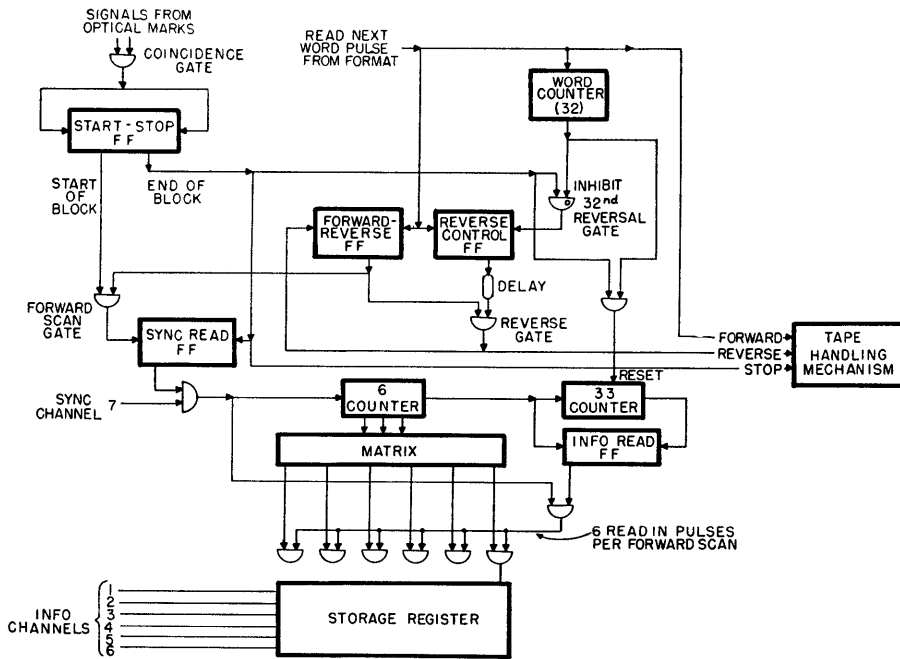 SIGNALS FROM
OPTICAL MARKS
COINCIDENCE
GATE
READ NEXT
WORD PULSE
FROM FORMAT
WORD
COUNTER
(32)
START-STOP
FF
START
OF
BLOCK
END OF
BLOCK
INHIBIT
32nd
REVERSAL
GATE
FORWARD-
REVERSE
FF
REVERSE
CONTROL
FF
DELAY
REVERSE
GATE
FORWARD
SCAN
GATE
SYNC READ
FF
FORWARD
REVERSE
STOP
TAPE
HANDLING
MECHANISM
RESET
SYNC
CHANNEL 7
6
COUNTER
33
COUNTER
MATRIX
INFO READ
FF
6 READ IN PULSES
PER FORWARD SCAN
INFO
CHANNELS
1
2
3
4
5
6
STORAGE REGISTER